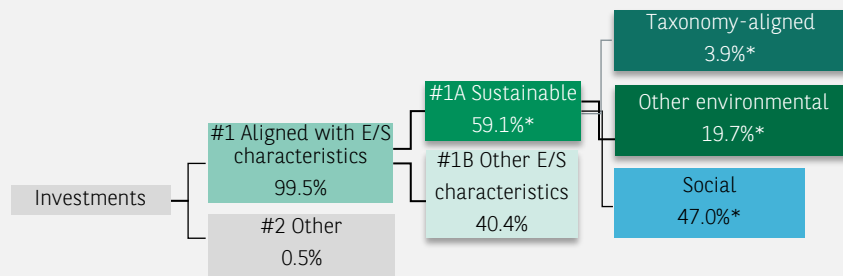 Investments
#1 Aligned with E/S
characteristics
99.5%
#2 Other
0.5%
#1A Sustainable
59.1%*
#1B Other E/S
characteristics
40.4%
Taxonomy-aligned
3.9%*
Other environmental
19.7%*
Social
47.0%*